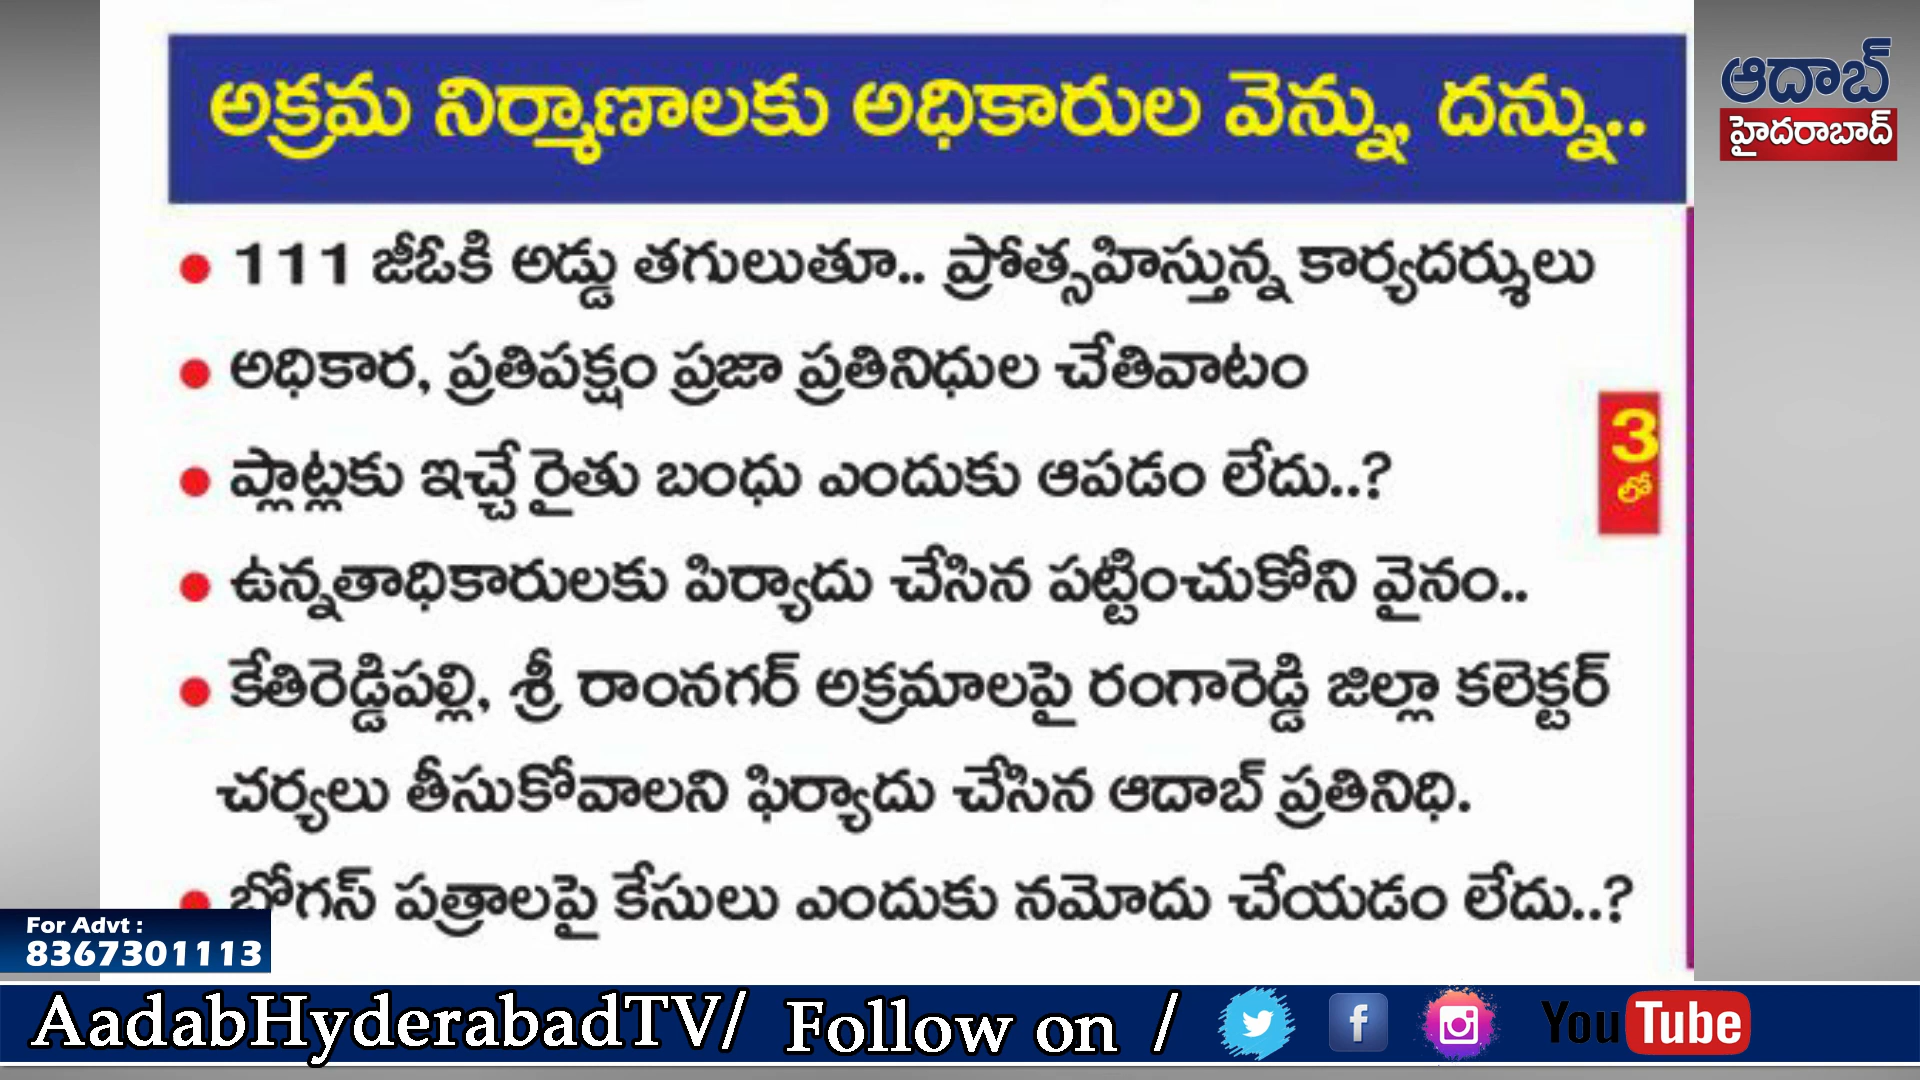 అక్రమ నిర్మాణాలకు అధికారుల వెన్ను, దన్ను..
ఆదాబ్
హైదరాబాద్
• 111 జీఓకి అడ్డు తగులుతూ.. ప్రోత్సహిస్తున్న కార్యదర్శులు
• అధికార, ప్రతిపక్షం ప్రజా ప్రతినిధుల చేతివాటం
• ప్లాట్లకు ఇచ్చే రైతు బంధు ఎందుకు ఆపడం లేదు..?
3
లో
• ఉన్నతాధికారులకు పిర్యాదు చేసిన పట్టించుకోని వైనం..
• కేతిరెడ్డిపల్లి, శ్రీ రాంనగర్ అక్రమాలపై రంగారెడ్డి జిల్లా కలెక్టర్
చర్యలు తీసుకోవాలని ఫిర్యాదు చేసిన ఆదాబ్ ప్రతినిధి.
• బోగస్ పత్రాలపై కేసులు ఎందుకు నమోదు చేయడం లేదు..?
For Advt :
8367301113
AadabHyderabadTV/ Follow on / f YouTube